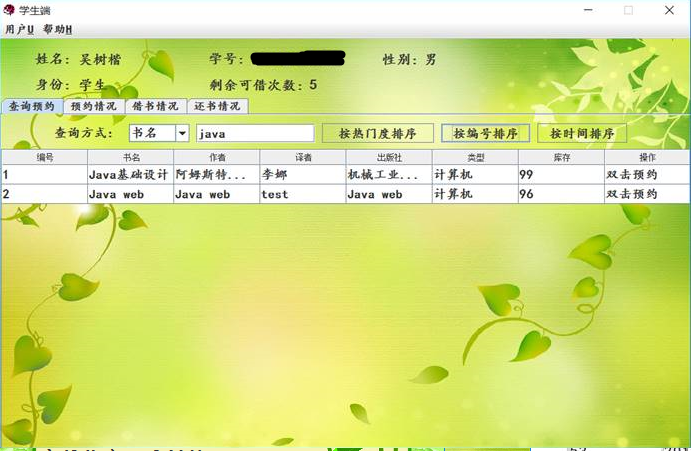 学生端
用户U 帮助H
姓名：吴树楷 学号： 性别：男
身份：学生 剩余可借次数：5
查询预约 预约情况 借书情况 还书情况
查询方式： 书名 java 按热门度排序 按编号排序 按时间排序
编号 书名 作者 译者 出版社 类型 库存 操作
1 Java基础设计 阿姆斯特... 李娜 机械工业... 计算机 99 双击预约
2 Java web Java web test Java web 计算机 96 双击预约